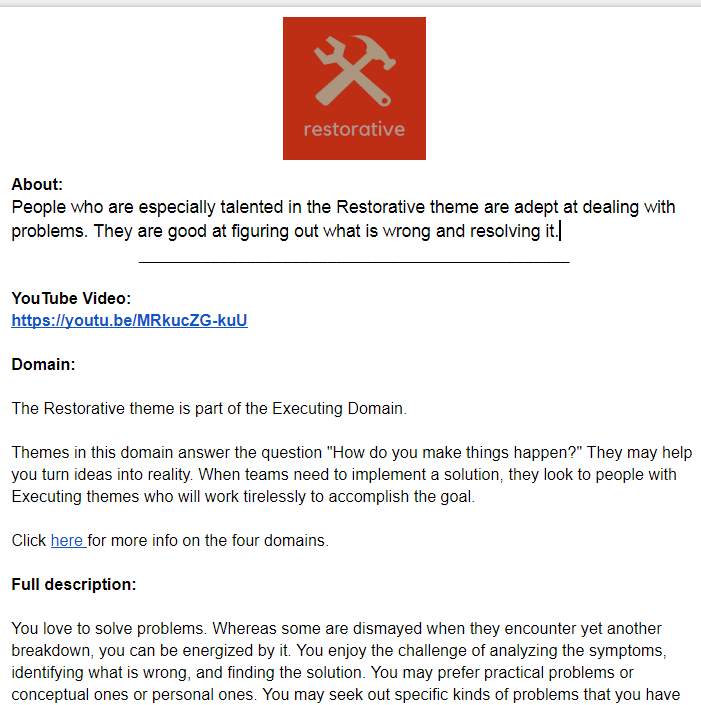 restorative
About:
People who are especially talented in the Restorative theme are adept at dealing with
problems. They are good at figuring out what is wrong and resolving it.
YouTube Video:
https://youtu.be/MRkucZG-kuU
Domain:
The Restorative theme is part of the Executing Domain.
Themes in this domain answer the question "How do you make things happen?" They may help
you turn ideas into reality. When teams need to implement a solution, they look to people with
Executing themes who will work tirelessly to accomplish the goal.
Click here for more info on the four domains.
Full description:
You love to solve problems. Whereas some are dismayed when they encounter yet another
breakdown, you can be energized by it. You enjoy the challenge of analyzing the symptoms,
identifying what is wrong, and finding the solution. You may prefer practical problems or
conceptual ones or personal ones. You may seek out specific kinds of problems that you have